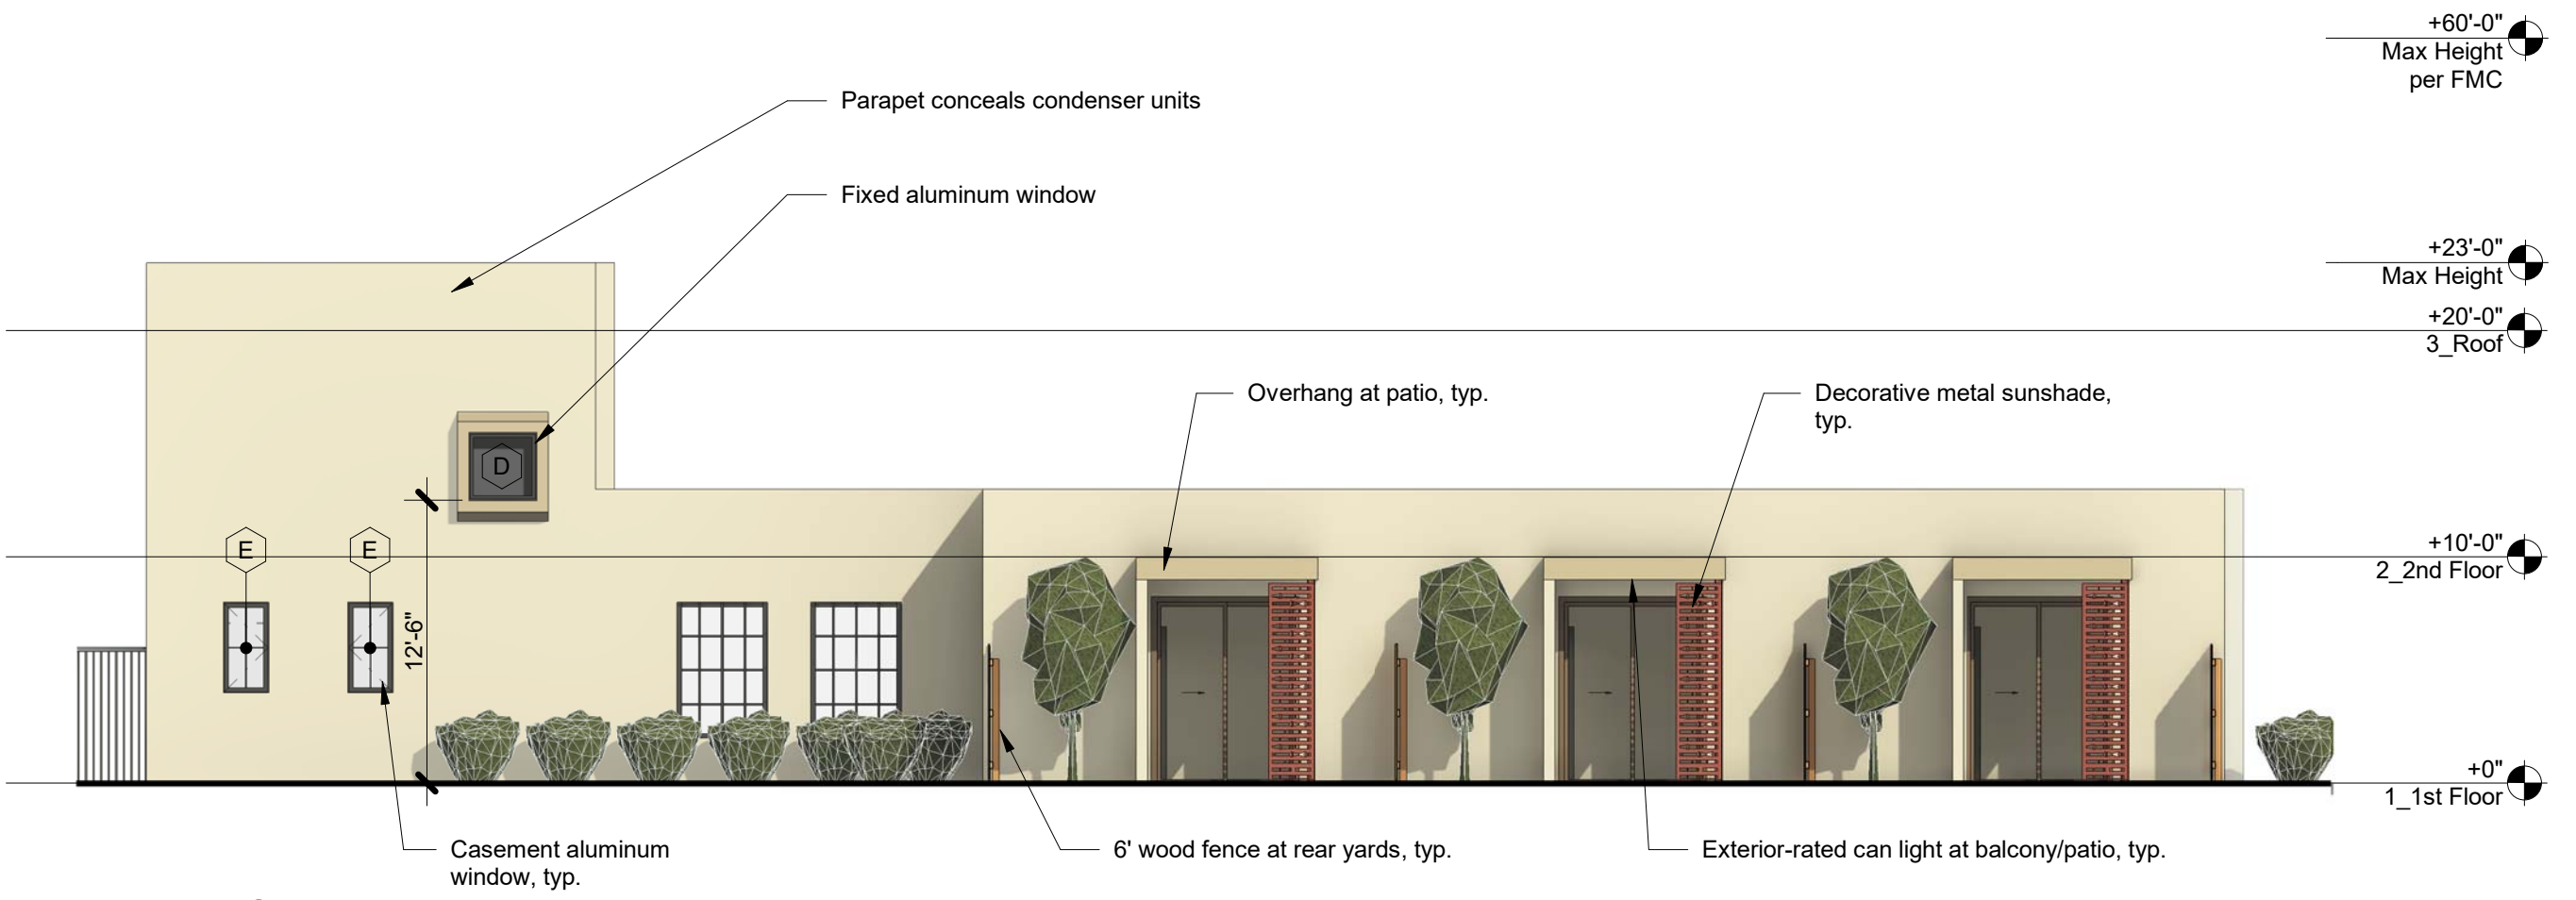 +60'-0"
Max Height
per FMC
Parapet conceals condenser units
Fixed aluminum window
+23'-0"
Max Height
+20'-0"
3_Roof
Overhang at patio, typ.
Decorative metal sunshade,
typ.
D
E
E
+10'-0"
2_2nd Floor
12'-6"
+0"
1_1st Floor
Casement aluminum
window, typ.
6' wood fence at rear yards, typ.
Exterior-rated can light at balcony/patio, typ.